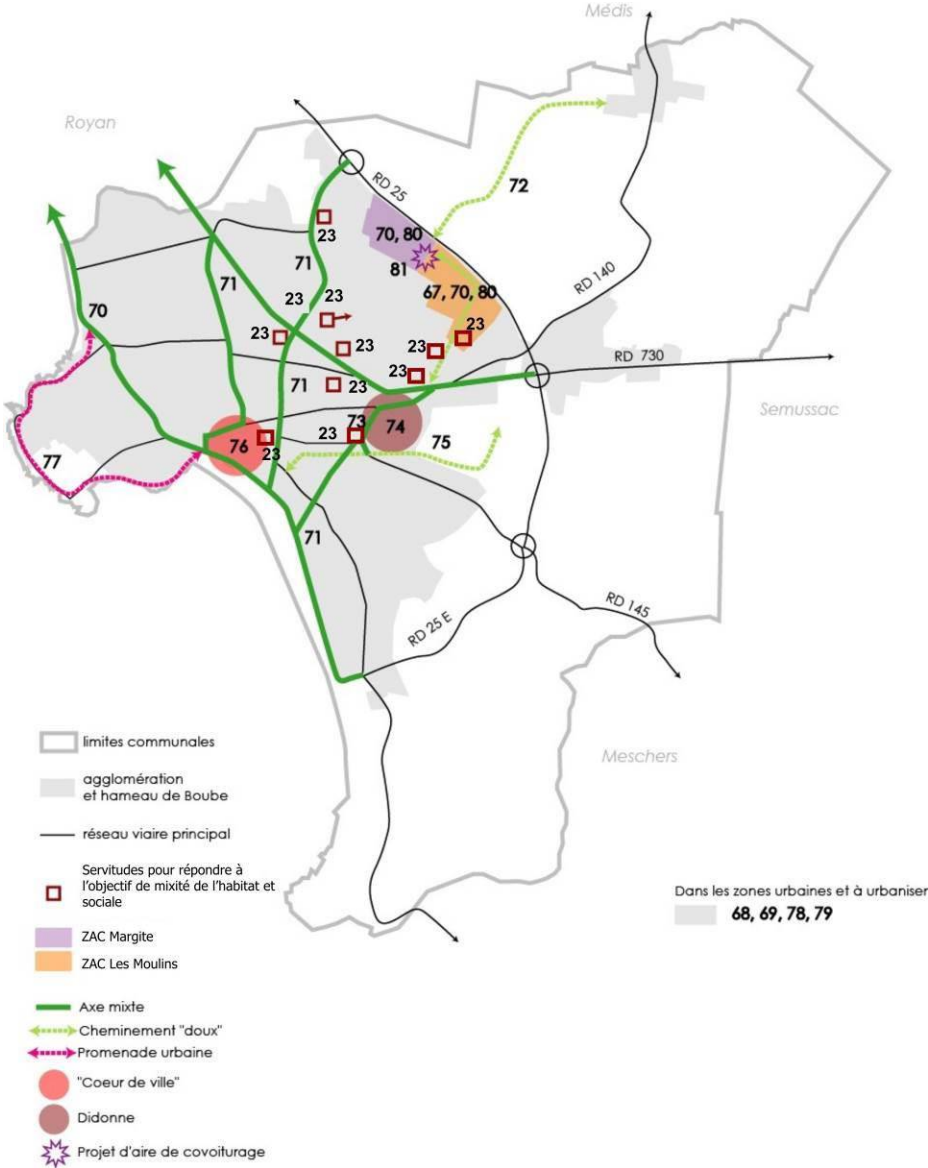 Médis
Royan
RD 25
72
23
70, 80
81
71
71
67, 70, 80
RD 140
23
23
70
23
23
23
23
23
RD 730
71
23
Semussac
76
23
23
73
74
75
77
71
RD 25 E
RD 145
Meschers
limites communales
agglomération
et hameau de Boube
réseau viaire principal
Servitudes pour répondre à
l'objectif de mixité de l'habitat et
sociale
ZAC Margite
ZAC Les Moulins
Axe mixte
Cheminement "doux"
Promenade urbaine
"Coeur de ville"
Didonne
Projet d'aire de covoiturage
Dans les zones urbaines et à urbaniser
68, 69, 78, 79